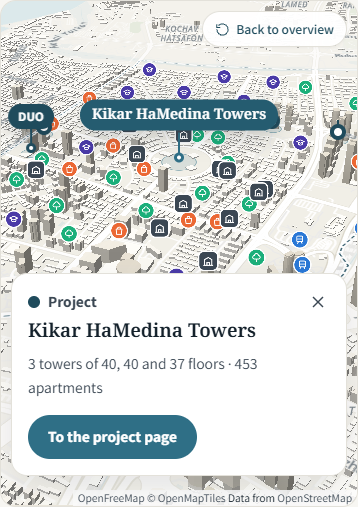 LAMED
KOCHAV
HATSAFON
Back to overview
DUO
Kikar HaMedina Towers
Project
Kikar HaMedina Towers
3 towers of 40, 40 and 37 floors · 453
apartments
To the project page
OpenFreeMap © OpenMapTiles Data from OpenStreetMap